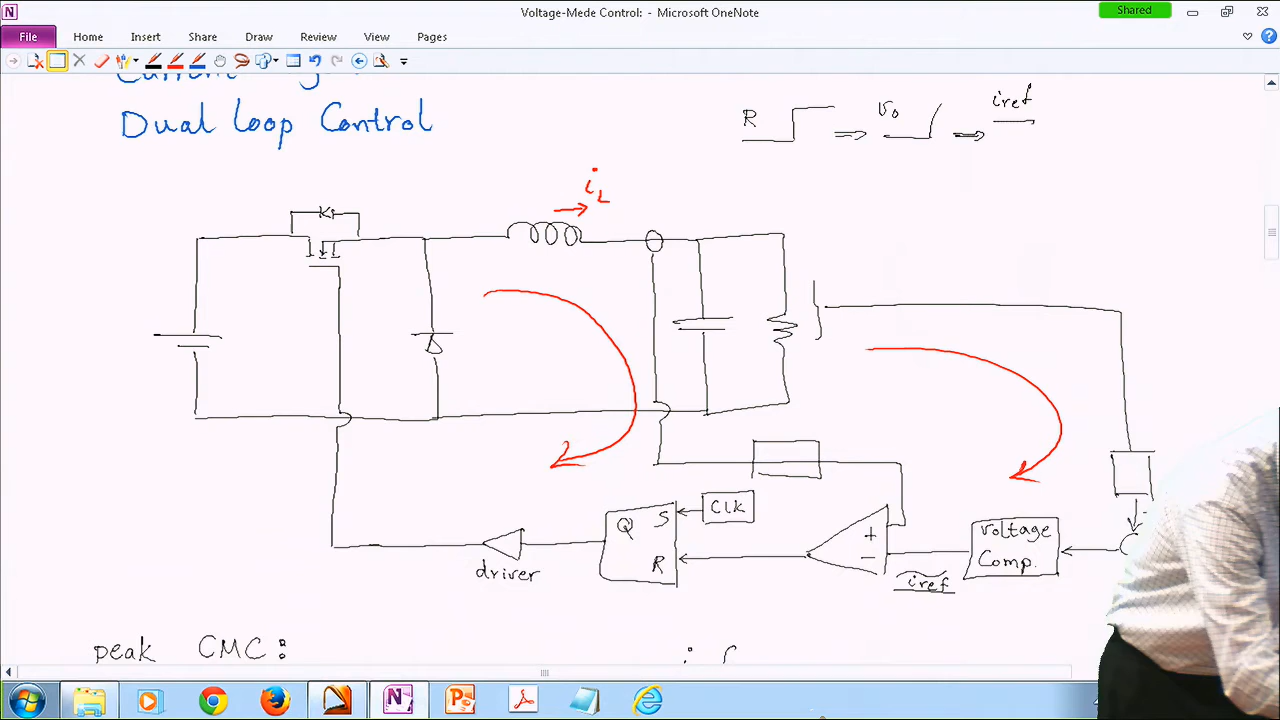 Voltage-Mede Control: - Microsoft OneNote
Shared
File Home Insert Share Draw Review View Pages
Dual loop Control
R
vo
iref
iL
CLK
Q S
R
+
−
driver
iref
voltage
Comp.
peak CMC: